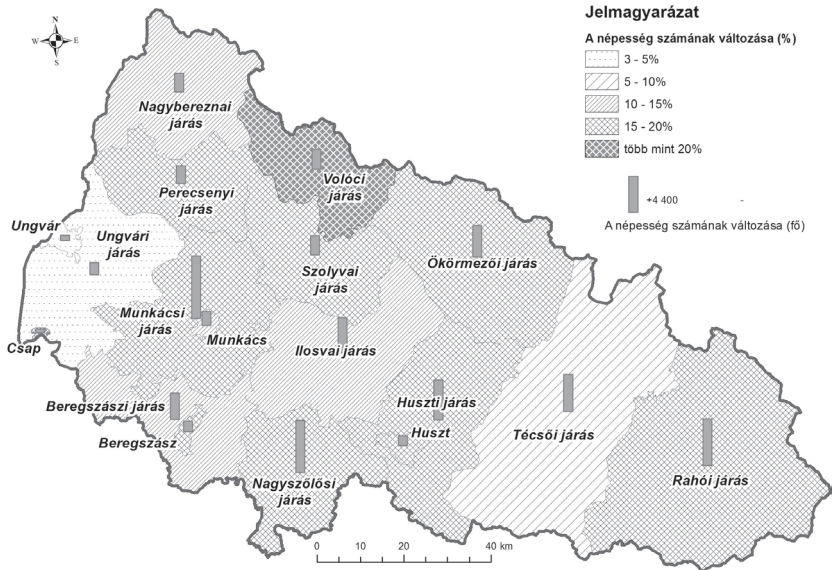 N
W E
S
Jelmagyarázat
A népesség számának változása (%)
3 - 5%
5 - 10%
10 - 15%
15 - 20%
több mint 20%
+4 400 -
A népesség számának változása (fő)
Nagybereznai
járás
Perecsenyi
járás
Volóci
járás
Ungvár
Ungvári
járás
Szolyvai
járás
Ökörmezői járás
Munkácsi
járás
Munkács
Csap
Ilosvai járás
Beregszászi járás
Beregszász
Huszti járás
Huszt
Técsői járás
Nagyszőlősi
járás
Rahói járás
0 10 20 40 km